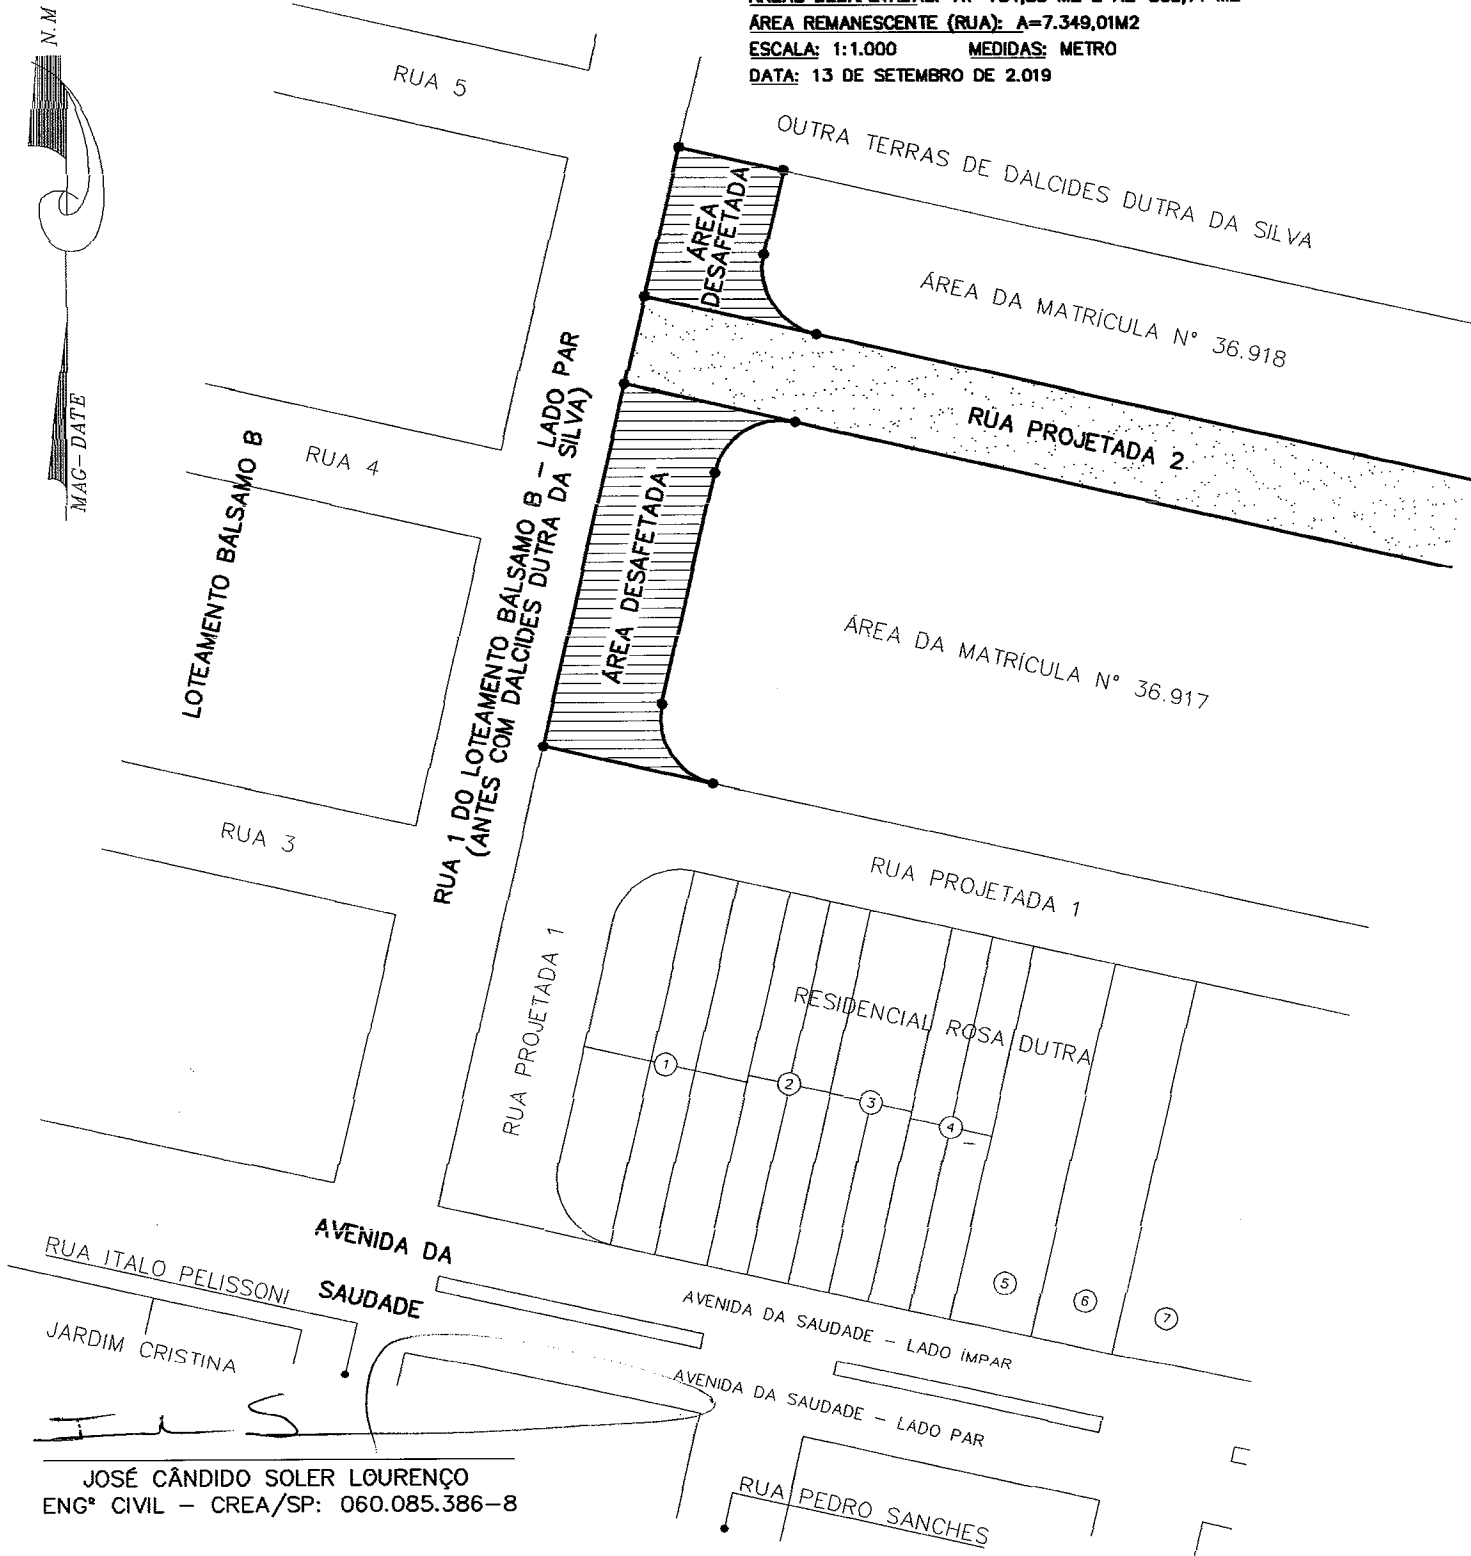 ÁREA REMANESCENTE (RUA): A=7.349,01M2
ESCALA: 1:1.000 MEDIDAS: METRO
DATA: 13 DE SETEMBRO DE 2.019
N.M
MAG-DATE
RUA 5
OUTRA TERRAS DE DALCIDES DUTRA DA SILVA
ÁREA
DESAFETADA
ÁREA DA MATRÍCULA N° 36.918
RUA PROJETADA 2
RUA 4
LOTEAMENTO BÁLSAMO B
RUA 1 DO LOTEAMENTO BÁLSAMO B - LADO PAR
(ANTES COM DALCIDES DUTRA DA SILVA)
ÁREA DESAFETADA
ÁREA DA MATRÍCULA N° 36.917
RUA 3
RUA PROJETADA 1
RUA PROJETADA 1
RESIDENCIAL ROSA DUTRA
1
2
3
4
5
6
7
AVENIDA DA
SAUDADE
RUA ITALO PELISSONI
JARDIM CRISTINA
AVENIDA DA SAUDADE - LADO ÍMPAR
AVENIDA DA SAUDADE - LADO PAR
RUA PEDRO SANCHES
JOSÉ CÂNDIDO SOLER LOURENÇO
ENGº CIVIL - CREA/SP: 060.085.386-8